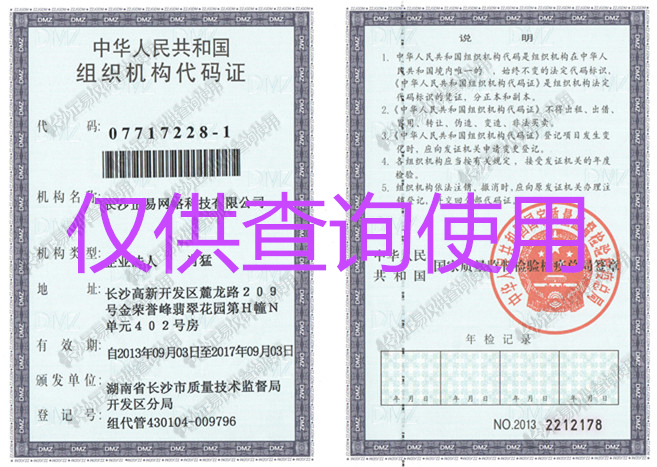 中华人民共和国
组织机构代码证
代 码:
07717228-1
机构名称:
长沙正易网络科技有限公司
机构类型:
企业法人 肖猛
地 址:
长沙高新开发区麓龙路209
号金荣誉峰翡翠花园第H幢N
单元402号房
有 效 期:
自2013年09月03日至2017年09月03日
颁发单位:
湖南省长沙市质量技术监督局
开发区分局
登 记 号:
组代管430104-009796
仅供查询使用
说 明
1. 中华人民共和国组织机构代码是组织机构在中华人
民共和国境内唯一的、始终不变的法定代码标识,
《中华人民共和国组织机构代码证》是组织机构法定
代码标识的凭证,分正本和副本。
2. 《中华人民共和国组织机构代码证》不得出租、出借、
冒用、转让、伪造、变造、非法买卖。
3. 《中华人民共和国组织机构代码证》登记项目发生变
化时,应向发证机关申请变更登记。
4. 各组织机构应当按有关规定,接受发证机关的年度
检验。
5. 组织机构依法注销、撤消时,应向原发证机关办理注
销登记,并交回全部代码证。
中华人民
共和国
国家质量监督检验检疫总局签章
年检记录
年 月 日
年 月 日
年 月 日
年 月 日
NO.2013 2212178